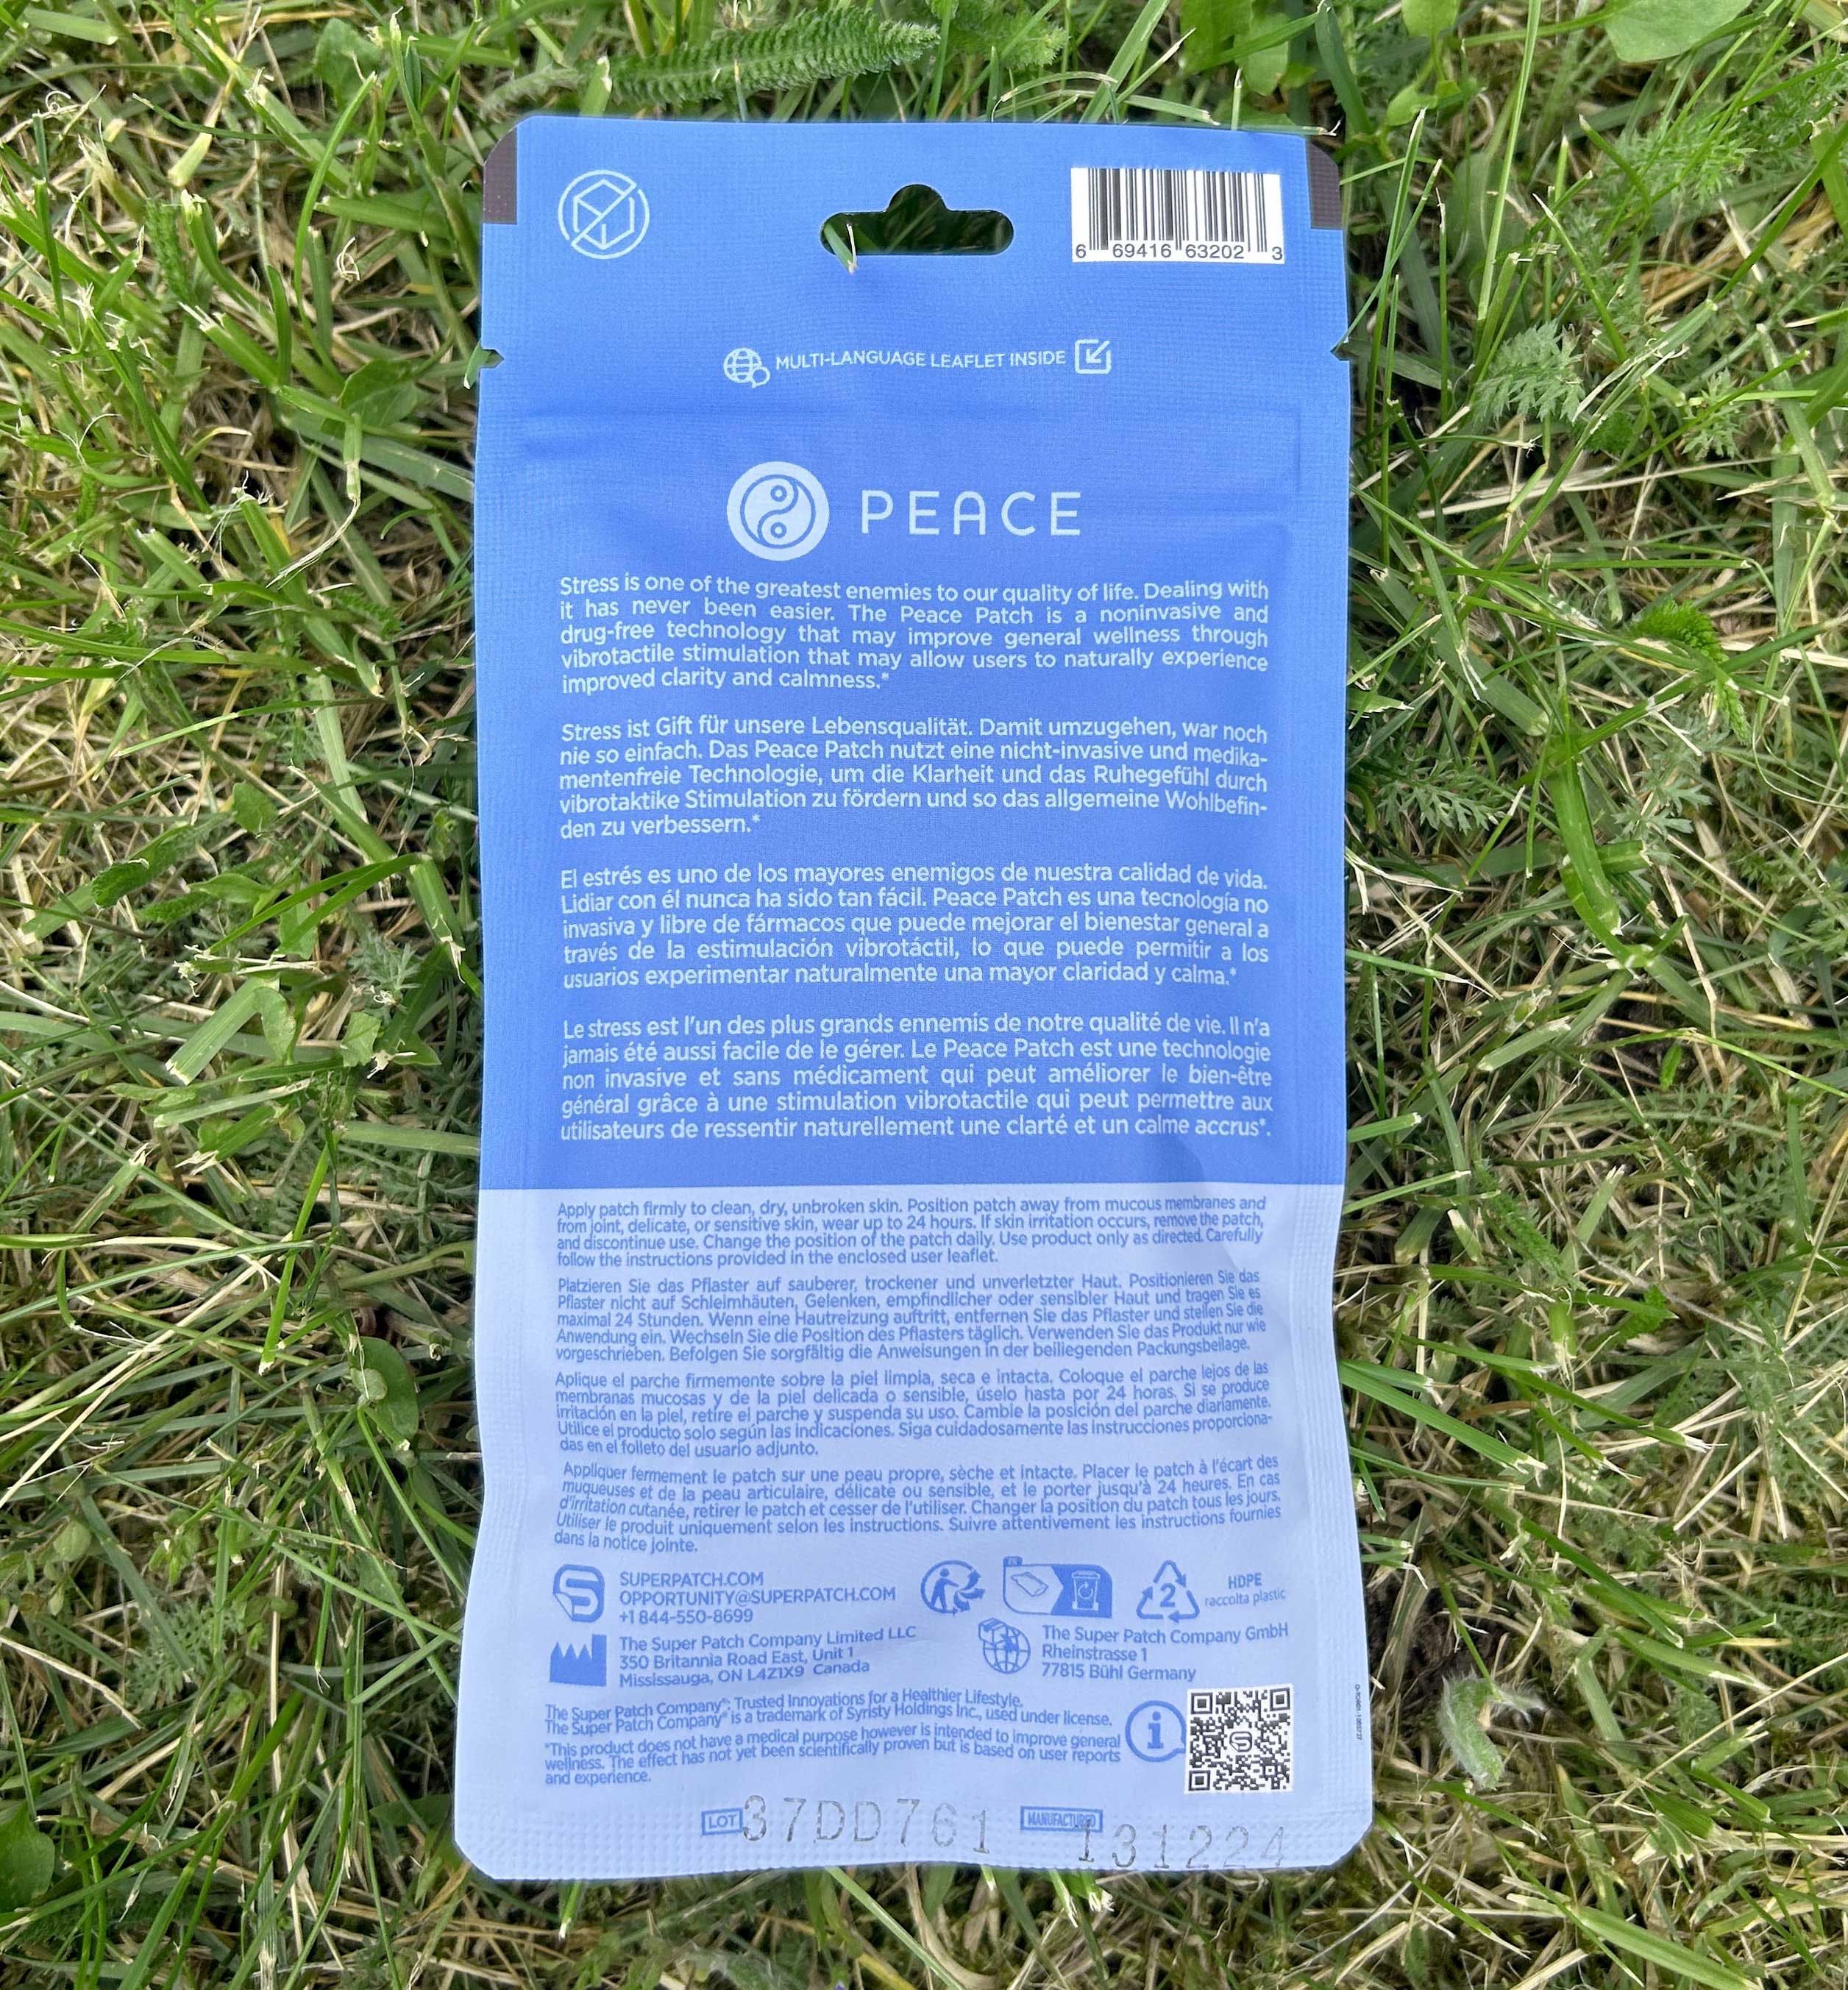 6 69416 63202 3
MULTI-LANGUAGE LEAFLET INSIDE
PEACE
Stress is one of the greatest enemies to our quality of life. Dealing with
it has never been easier. The Peace Patch is a noninvasive and
drug-free technology that may improve general wellness through
vibrotactile stimulation that may allow users to naturally experience
improved clarity and calmness.*
Stress ist Gift für unsere Lebensqualität. Damit umzugehen, war noch
nie so einfach. Das Peace Patch nutzt eine nicht-invasive und medika-
mentenfreie Technologie, um die Klarheit und das Ruhegefühl durch
vibrotaktike Stimulation zu fördern und so das allgemeine Wohlbefin-
den zu verbessern.*
El estrés es uno de los mayores enemigos de nuestra calidad de vida.
Lidiar con él nunca ha sido tan fácil. Peace Patch es una tecnología no
invasiva y libre de fármacos que puede mejorar el bienestar general a
través de la estimulación vibrotáctil, lo que puede permitir a los
usuarios experimentar naturalmente una mayor claridad y calma.*
Le stress est l'un des plus grands ennemis de notre qualité de vie. Il n'a
jamais été aussi facile de le gérer. Le Peace Patch est une technologie
non invasive et sans médicament qui peut améliorer le bien-être
général grâce à une stimulation vibrotactile qui peut permettre aux
utilisateurs de ressentir naturellement une clarté et un calme accrus*.
Apply patch firmly to clean, dry, unbroken skin. Position patch away from mucous membranes and
from joint, delicate, or sensitive skin, wear up to 24 hours. If skin irritation occurs, remove the patch,
and discontinue use. Change the position of the patch daily. Use product only as directed. Carefully
follow the instructions provided in the enclosed user leaflet.
Platzieren Sie das Pflaster auf sauberer, trockener und unverletzter Haut. Positionieren Sie das
Pflaster nicht auf Schleimhäuten, Gelenken, empfindlicher oder sensibler Haut und tragen Sie es
maximal 24 Stunden. Wenn eine Hautreizung auftritt, entfernen Sie das Pflaster und stellen Sie die
Anwendung ein. Wechseln Sie die Position des Pflasters täglich. Verwenden Sie das Produkt nur wie
vorgeschrieben. Befolgen Sie sorgfältig die Anweisungen in der beiliegenden Packungsbeilage.
Aplique el parche firmemente sobre la piel limpia, seca e intacta. Coloque el parche lejos de las
membranas mucosas y de la piel delicada o sensible, úselo hasta por 24 horas. Si se produce
irritación en la piel, retire el parche y suspenda su uso. Cambie la posición del parche diariamente.
Utilice el producto solo según las indicaciones. Siga cuidadosamente las instrucciones proporciona-
das en el folleto del usuario adjunto.
Appliquer fermement le patch sur une peau propre, sèche et intacte. Placer le patch à l'écart des
muqueuses et de la peau articulaire, délicate ou sensible, et le porter jusqu'à 24 heures. En cas
d'irritation cutanée, retirer le patch et cesser de l'utiliser. Changer la position du patch tous les jours.
Utiliser le produit uniquement selon les instructions. Suivre attentivement les instructions fournies
dans la notice jointe.
SUPERPATCH.COM
OPPORTUNITY@SUPERPATCH.COM
+1 844-550-8699
2
HDPE
raccolta plastic
The Super Patch Company Limited LLC
350 Britannia Road East, Unit 1
Mississauga, ON L4Z1X9 Canada
The Super Patch Company GmbH
Rheinstrasse 1
77815 Bühl Germany
The Super Patch Company®: Trusted Innovations for a Healthier Lifestyle.
The Super Patch Company® is a trademark of Syristy Holdings Inc., used under license.
*This product does not have a medical purpose however is intended to improve general
wellness. The effect has not yet been scientifically proven but is based on user reports
and experience.
LOT 37DD761
MANUFACTURED 131224